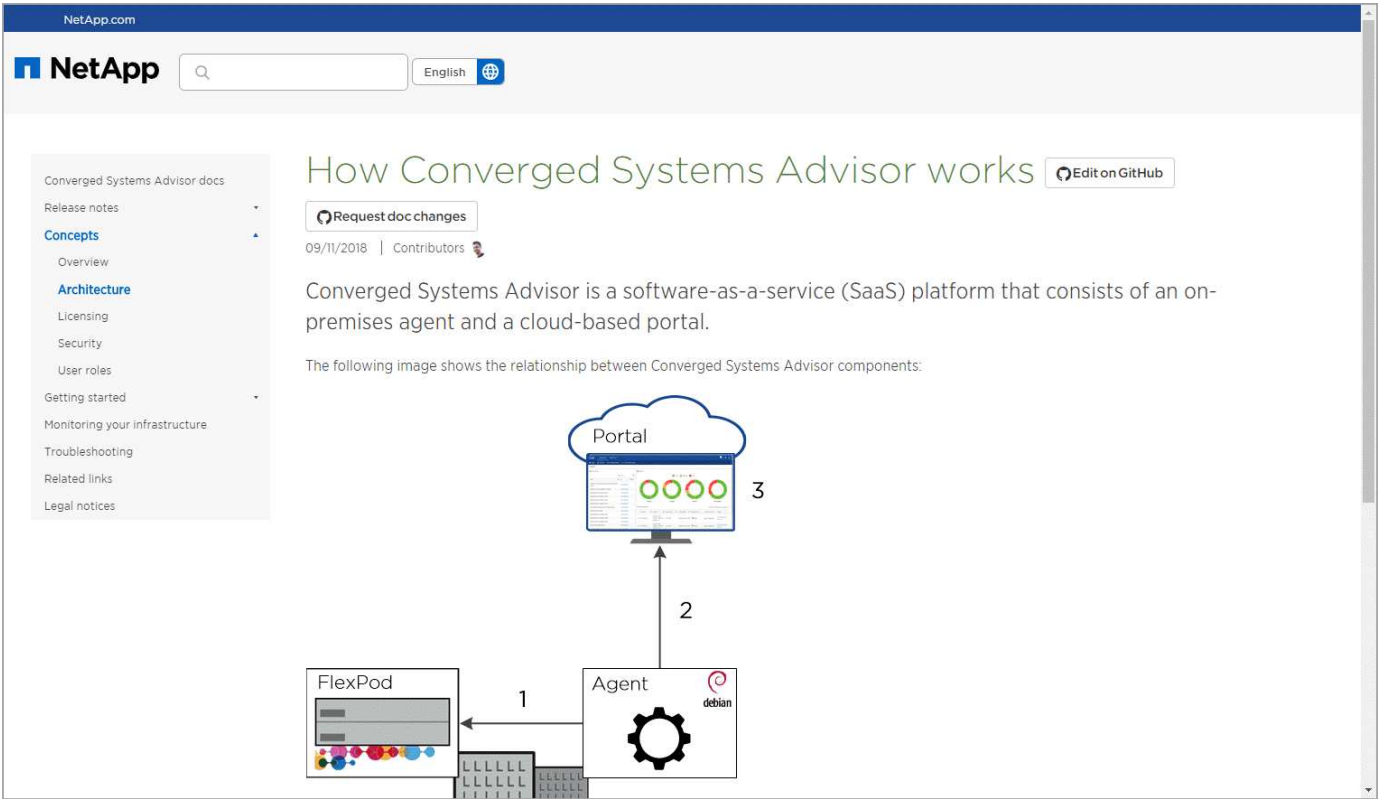 NetApp.com
NetApp
English
Converged Systems Advisor docs
Release notes
Concepts
Overview
Architecture
Licensing
Security
User roles
Getting started
Monitoring your infrastructure
Troubleshooting
Related links
Legal notices
How Converged Systems Advisor works
Edit on GitHub
Request doc changes
09/11/2018 | Contributors
Converged Systems Advisor is a software-as-a-service (SaaS) platform that consists of an on-
premises agent and a cloud-based portal.
The following image shows the relationship between Converged Systems Advisor components:
Portal
3
2
FlexPod
1
Agent
debian